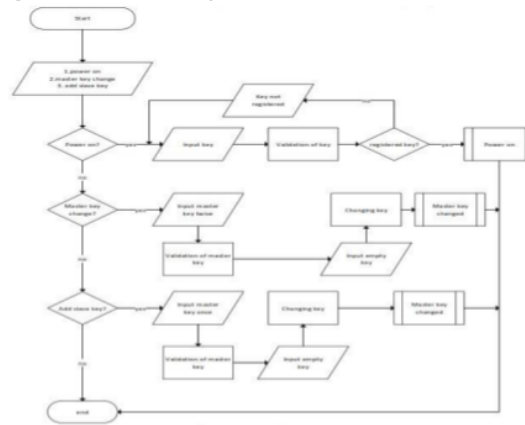 Start
1.power on
2.master key change
3. add slave key
Key not
registered
no
Power on?
yes
Input key
Validation of key
registered key?
yes
Power on
no
Master key
change?
yes
Input master
key twice
Changing key
Master key
changed
Validation of master
key
Input empty
key
no
Add slave key?
yes
Input master
key once
Changing key
Master key
changed
Validation of master
key
Input empty
key
no
end